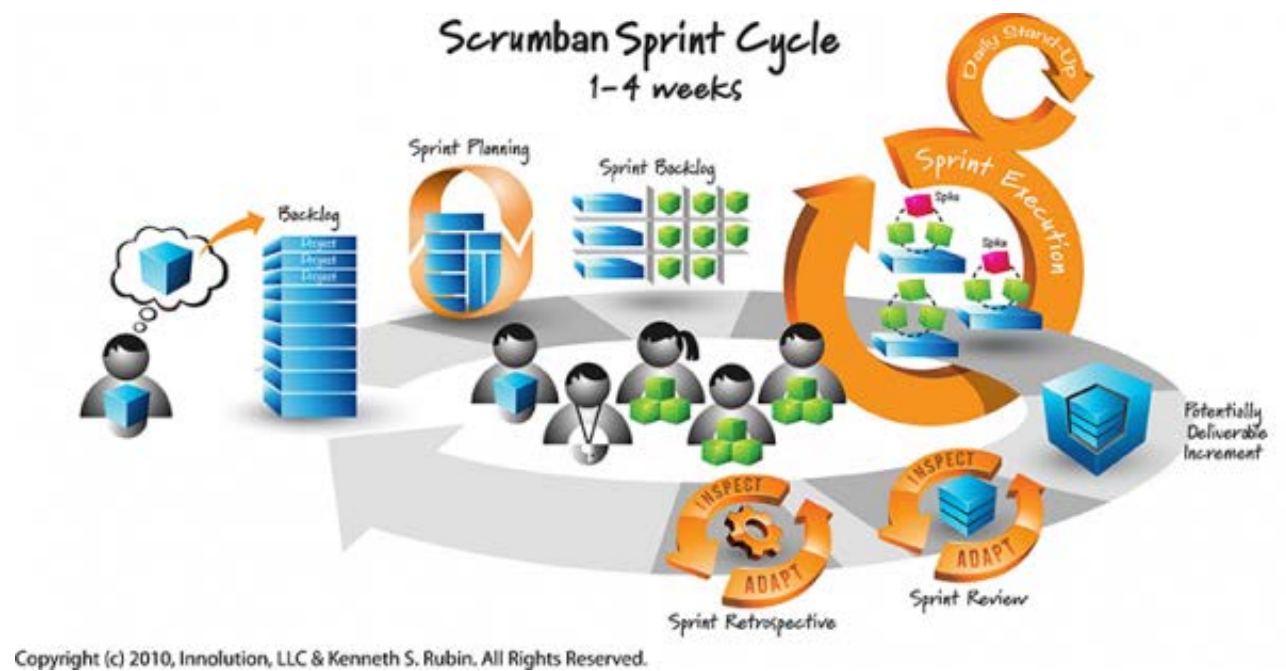 Scrumban Sprint Cycle
1-4 weeks
Daily Stand-Up
Sprint Planning
Sprint Backlog
Sprint Execution
Spike
Spike
Backlog
Project
Project
Project
Potentially
Deliverable
Increment
INSPECT
ADAPT
Sprint Review
INSPECT
ADAPT
Sprint Retrospective
Copyright (c) 2010, Innolution, LLC & Kenneth S. Rubin. All Rights Reserved.